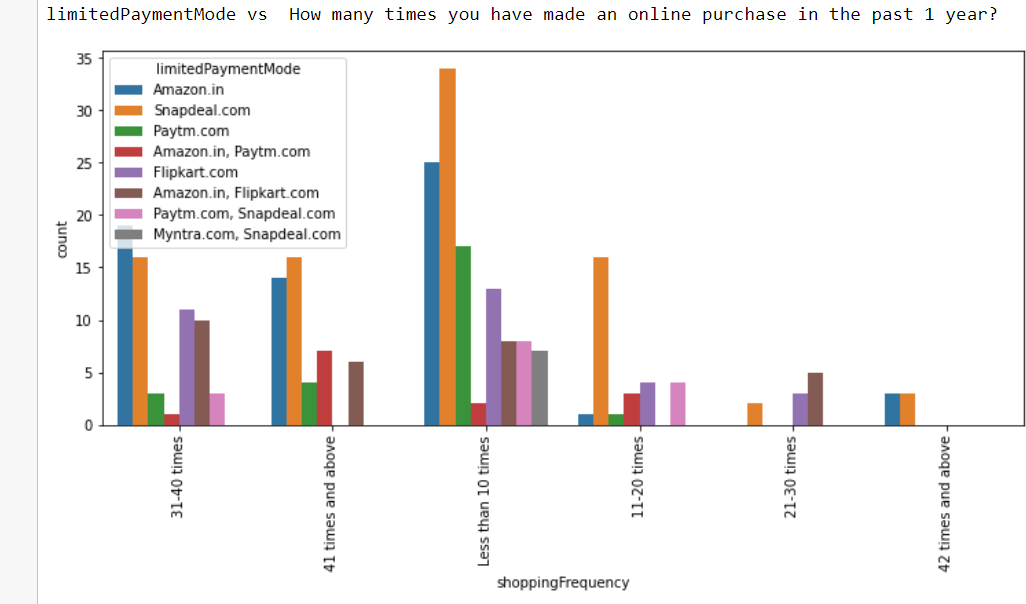 limitedPaymentMode vs  How many times you have made an online purchase in the past 1 year?
limitedPaymentMode
Amazon.in
Snapdeal.com
Paytm.com
Amazon.in, Paytm.com
Flipkart.com
Amazon.in, Flipkart.com
Paytm.com, Snapdeal.com
Myntra.com, Snapdeal.com
35
30
25
20
15
10
5
0
count
31-40 times
41 times and above
Less than 10 times
11-20 times
21-30 times
42 times and above
shoppingFrequency